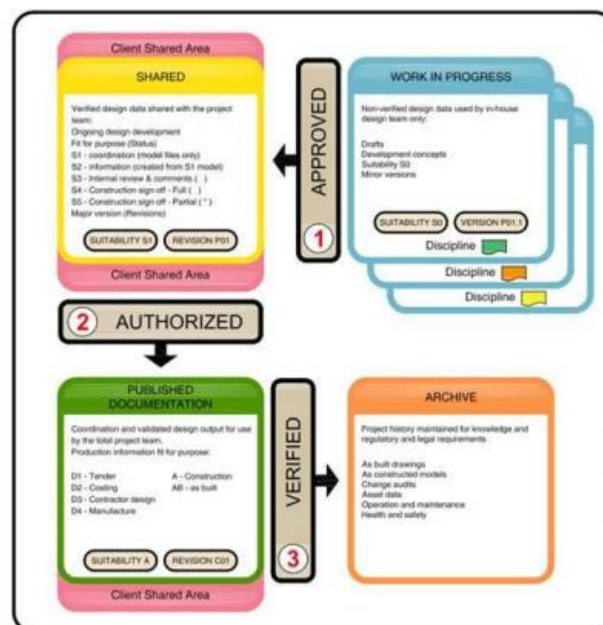 Client Shared Area
SHARED
Verified design data shared with the project
team:
Ongoing design development
Fit for purpose (Status)
S1 - coordination (model files only)
S2 - information (created from S1 model)
S3 - Internal review & comments ( )
S4 - Construction sign off - Full ( )
S5 - Construction sign off - Partial ( * )
Major version (Revisions)
SUITABILITY S1
REVISION P01
Client Shared Area
APPROVED
1
WORK IN PROGRESS
Non-verified design data used by in-house
design team only:
Drafts
Development concepts
Suitability S0
Minor versions
SUITABILITY S0
VERSION P01.1
Discipline
Discipline
Discipline
2 AUTHORIZED
PUBLISHED
DOCUMENTATION
Coordination and validated design output for use
by the total project team.
Production information fit for purpose:
D1 - Tender
D2 - Costing
D3 - Contractor design
D4 - Manufacture
A - Construction
AB - as built
SUITABILITY A
REVISION C01
Client Shared Area
VERIFIED
3
ARCHIVE
Project history maintained for knowledge and
regulatory and legal requirements
As built drawings
As constructed models
Change audits
Asset data
Operation and maintenance
Health and safety